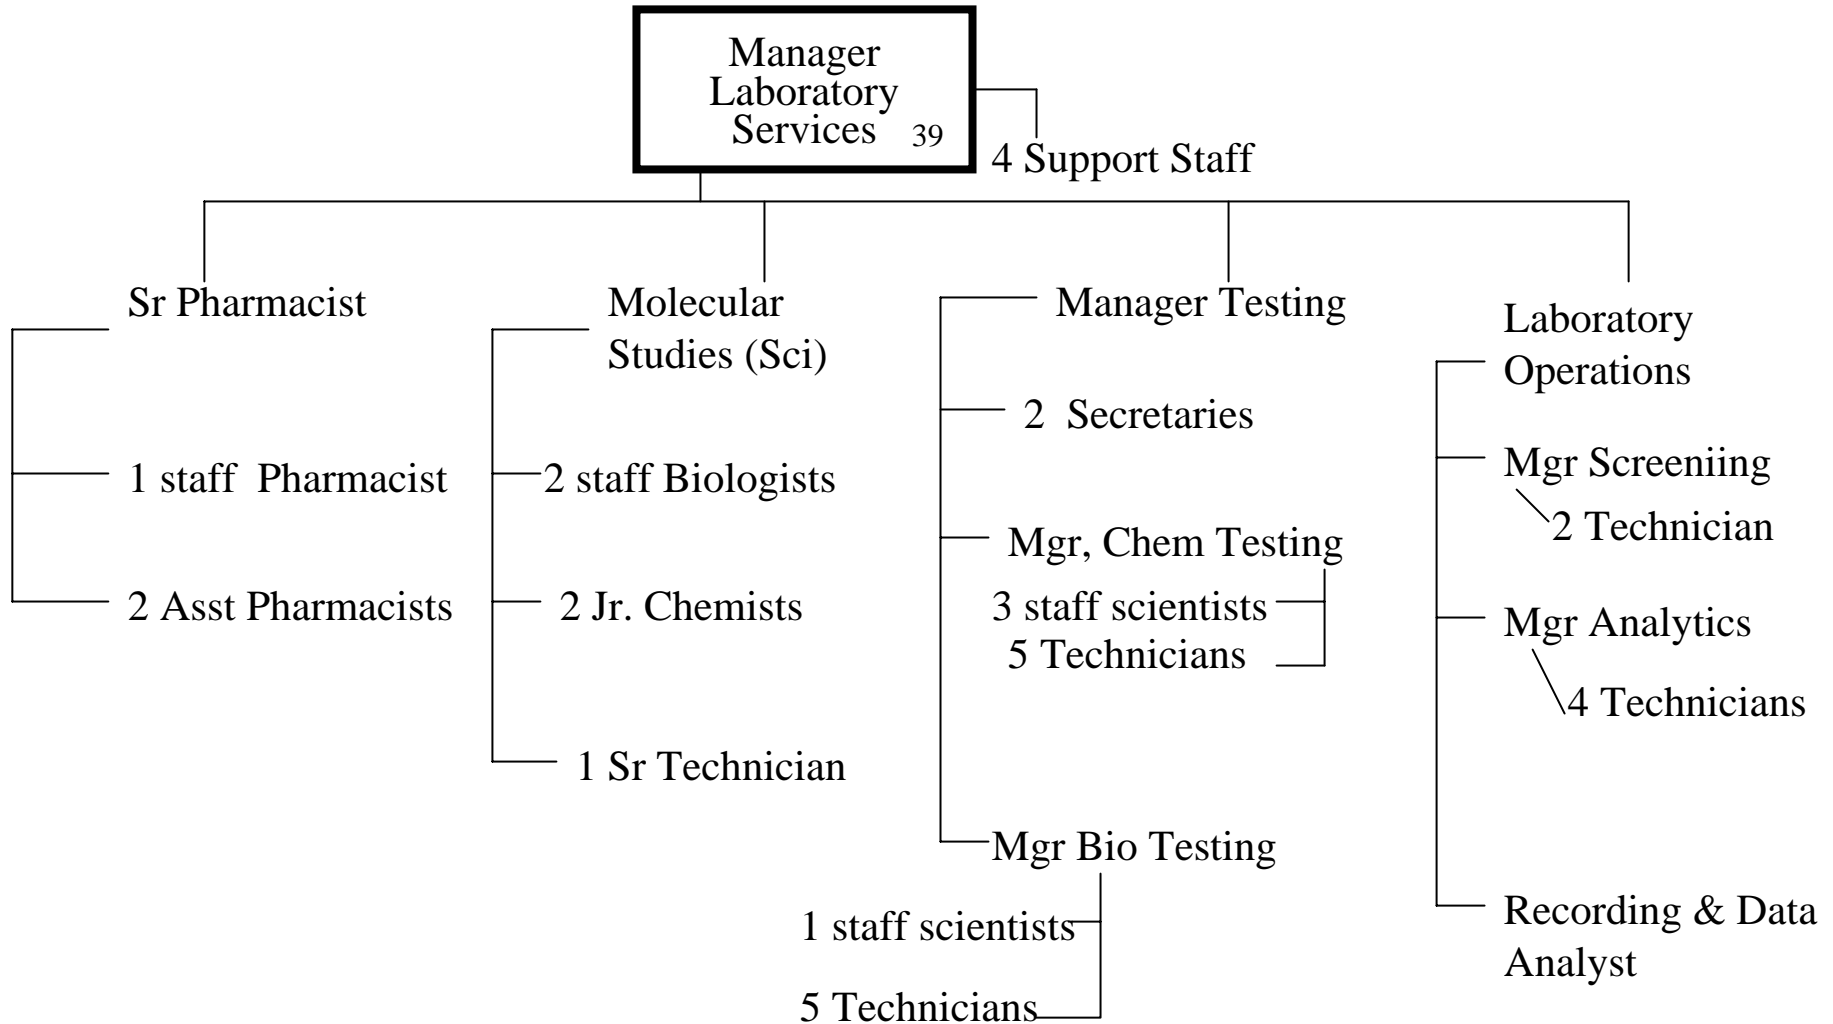 Manager
Laboratory
Services 39
4 Support Staff
Sr Pharmacist
1 staff Pharmacist
2 Asst Pharmacists
Molecular
Studies (Sci)
2 staff Biologists
2 Jr. Chemists
1 Sr Technician
Manager Testing
2 Secretaries
Mgr, Chem Testing
3 staff scientists
5 Technicians
Mgr Bio Testing
1 staff scientists
5 Technicians
Laboratory
Operations
Mgr Screeniing
2 Technician
Mgr Analytics
4 Technicians
Recording & Data
Analyst